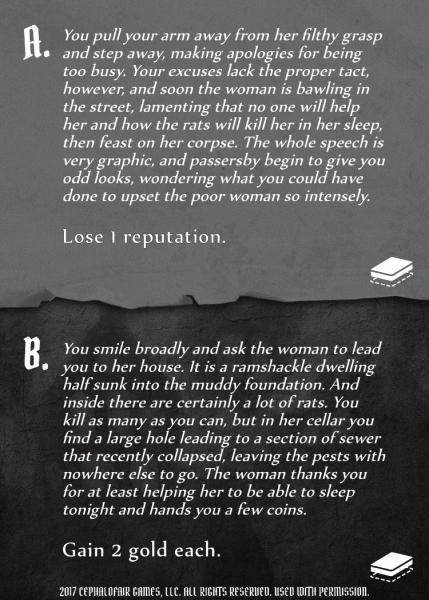 A.
You pull your arm away from her filthy grasp
and step away, making apologies for being
too busy. Your excuses lack the proper tact,
however, and soon the woman is bawling in
the street, lamenting that no one will help
her and how the rats will kill her in her sleep,
then feast on her corpse. The whole speech is
very graphic, and passersby begin to give you
odd looks, wondering what you could have
done to upset the poor woman so intensely.
Lose 1 reputation.
B.
You smile broadly and ask the woman to lead
you to her house. It is a ramshackle dwelling
half sunk into the muddy foundation. And
inside there are certainly a lot of rats. You
kill as many as you can, but in her cellar you
find a large hole leading to a section of sewer
that recently collapsed, leaving the pests with
nowhere else to go. The woman thanks you
for at least helping her to be able to sleep
tonight and hands you a few coins.
Gain 2 gold each.
2017 CEPHALOFAIR GAMES, LLC. ALL RIGHTS RESERVED. USED WITH PERMISSION.